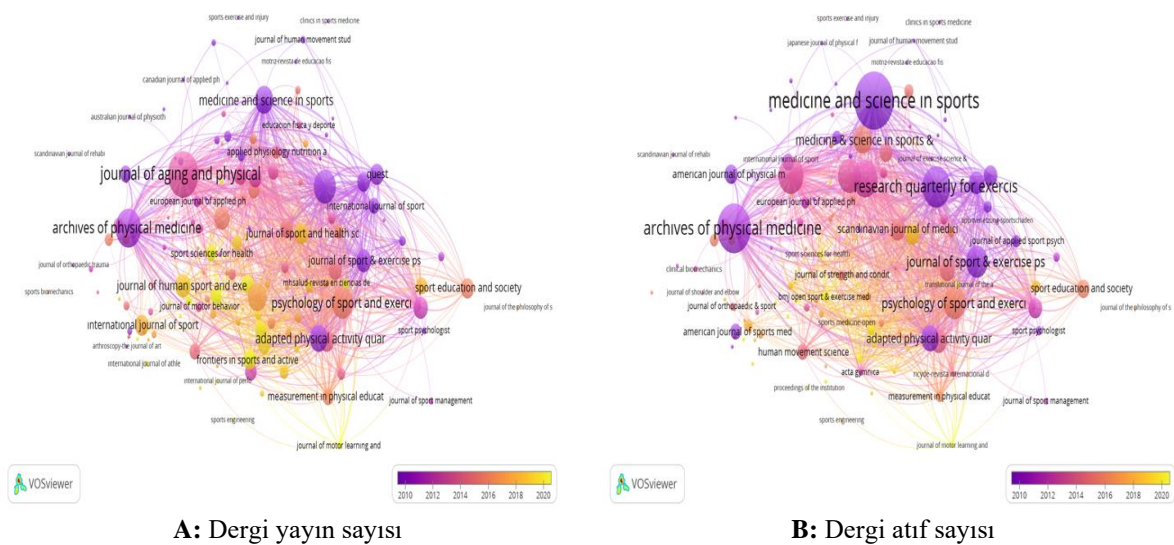 sports exercise and injury
clinics in sports medicine
journal of human movement stud
motriz-revista de educacao fis
canadian journal of applied ph
medicine and science in sports
australian journal of physioth
educacion fisica y deporte
applied physiology nutrition a
scandinavian journal of rehabi
journal of aging and physical
quest
european journal of applied ph
international journal of sport
archives of physical medicine
journal of sport and health sc
sport sciences for health
journal of orthopaedic trauma
journal of sport & exercise ps
mhsalud-revista en ciencias de
journal of human sport and exe
sport education and society
sports biomechanics
journal of motor behavior
psychology of sport and exerci
journal of the philosophy of s
international journal of sport
sport psychologist
adapted physical activity quar
arthroscopy-the journal of art
frontiers in sports and active
international journal of athle
international journal of perfo
measurement in physical educat
journal of sport management
sports engineering
journal of motor learning and
VOSviewer
2010 2012 2014 2016 2018 2020
A: Dergi yayın sayısı
sports exercise and injury
clinics in sports medicine
japanese journal of physical f
journal of human movement stud
motriz-revista de educacao fis
medicine and science in sports
medicine & science in sports &
scandinavian journal of rehabi
international journal of sport
journal of exercise science &
american journal of physical m
research quarterly for exercis
european journal of applied ph
archives of physical medicine
scandinavian journal of medici
sportverletzung-sportschaden
journal of applied sport psych
sport sciences for health
clinical biomechanics
journal of sport & exercise ps
journal of strength and condit
translational journal of the a
journal of shoulder and elbow
bmj open sport & exercise medi
sport education and society
journal of orthopaedic & sport
psychology of sport and exerci
journal of the philosophy of s
sports medicine-open
american journal of sports med
sport psychologist
adapted physical activity quar
human movement science
acta gymnica
proceedings of the institution
measurement in physical educat
journal of sport management
sports engineering
journal of motor learning and
VOSviewer
2010 2012 2014 2016 2018 2020
B: Dergi atıf sayısı